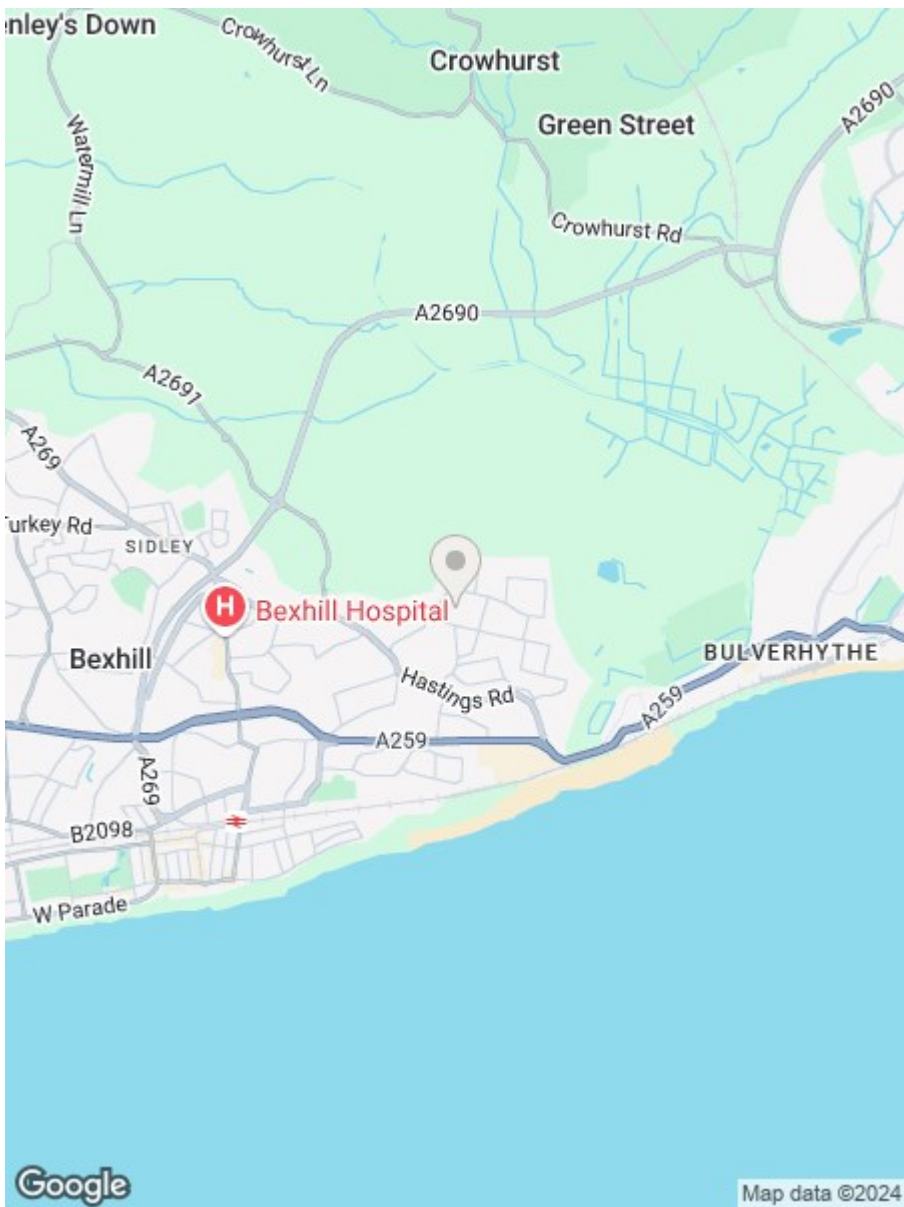 enley's Down
Crowhurst Ln
Crowhurst
Green Street
A2690
Watermill Ln
Crowhurst Rd
A2690
A2691
A269
Turkey Rd
SIDLEY
H
Bexhill Hospital
Bexhill
BULVERHYTHE
Hastings Rd
A259
A259
A269
B2098
W Parade
Google
Map data ©2024